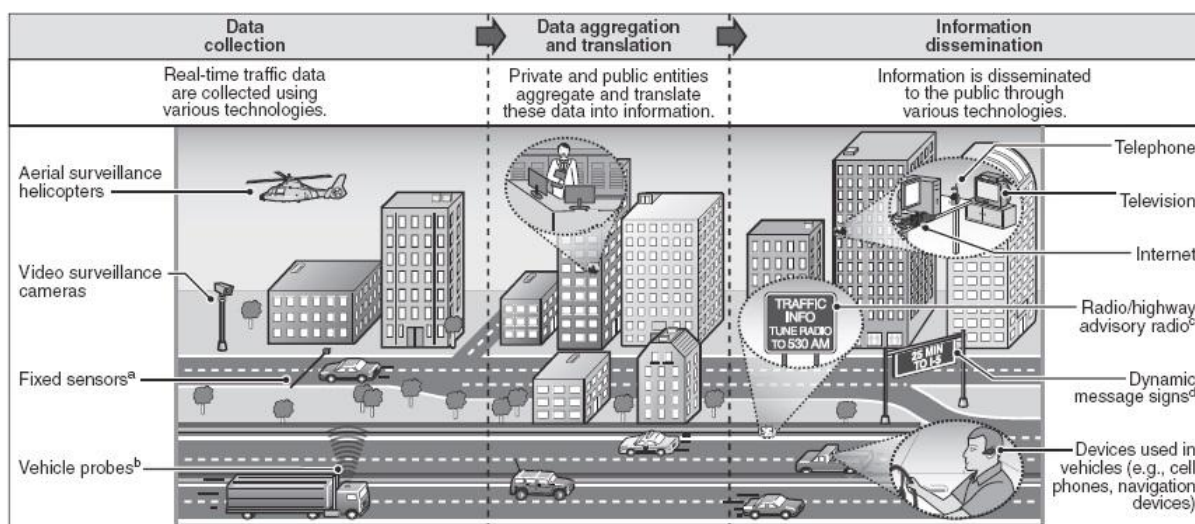 Data
collection
Data aggregation
and translation
Information
dissemination
Real-time traffic data
are collected using
various technologies.
Private and public entities
aggregate and translate
these data into information.
Information is disseminated
to the public through
various technologies.
Aerial surveillance
helicopters
Video surveillance
cameras
Fixed sensorsᵃ
Vehicle probesᵇ
Telephone
Television
Internet
TRAFFIC
INFO
TUNE RADIO
TO 530 AM
Radio/highway
advisory radioᶜ
25 MIN
TO I-5
Dynamic
message signsᵈ
Devices used in
vehicles (e.g., cell
phones, navigation
devices)